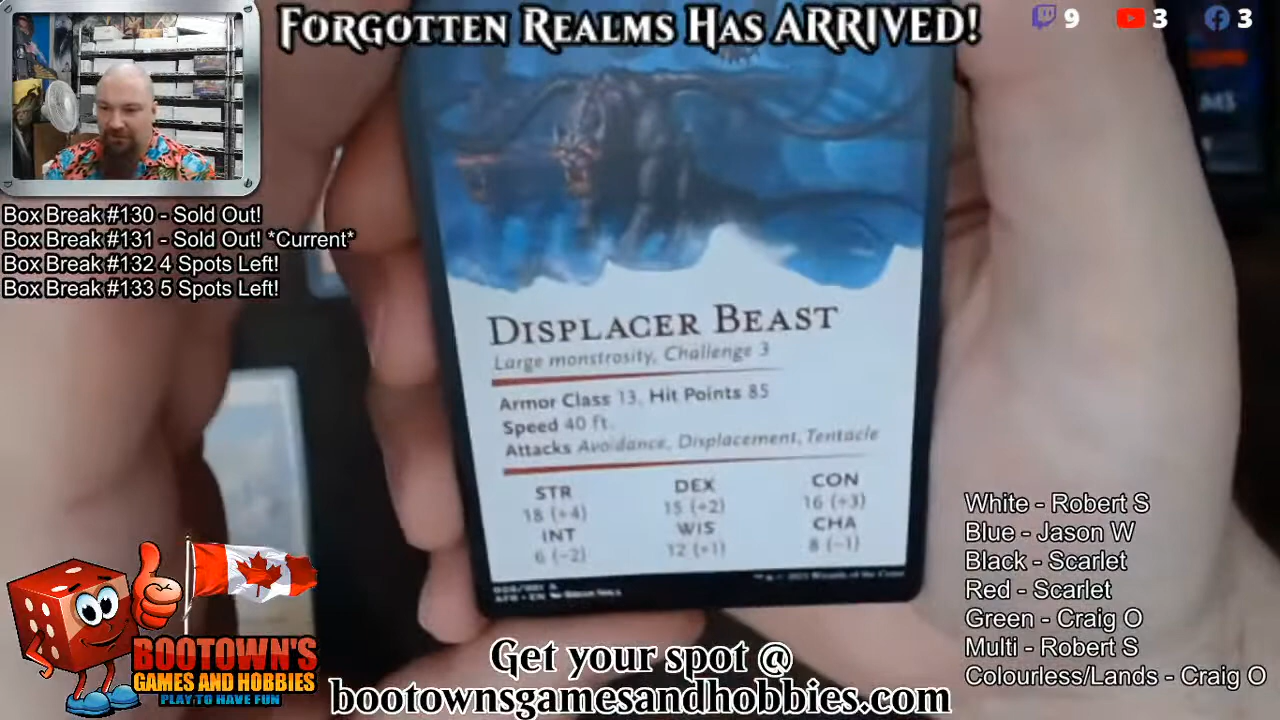 FORGOTTEN REALMS HAS ARRIVED!
9 3 3
Box Break #130 - Sold Out!
Box Break #131 - Sold Out! *Current*
Box Break #132 4 Spots Left!
Box Break #133 5 Spots Left!
DISPLACER BEAST
Large monstrosity, Challenge 3
Armor Class 13, Hit Points 85
Speed 40 ft.
Attacks Avoidance, Displacement, Tentacle
STR DEX CON
18 (+4) 15 (+2) 16 (+3)
INT WIS CHA
6 (-2) 12 (+1) 8 (-1)
AFR • EN
White - Robert S
Blue - Jason W
Black - Scarlet
Red - Scarlet
Green - Craig O
Multi - Robert S
Colourless/Lands - Craig O
BOOTOWN'S
GAMES AND HOBBIES
PLAY TO HAVE FUN
Get your spot @
bootownsgamesandhobbies.com